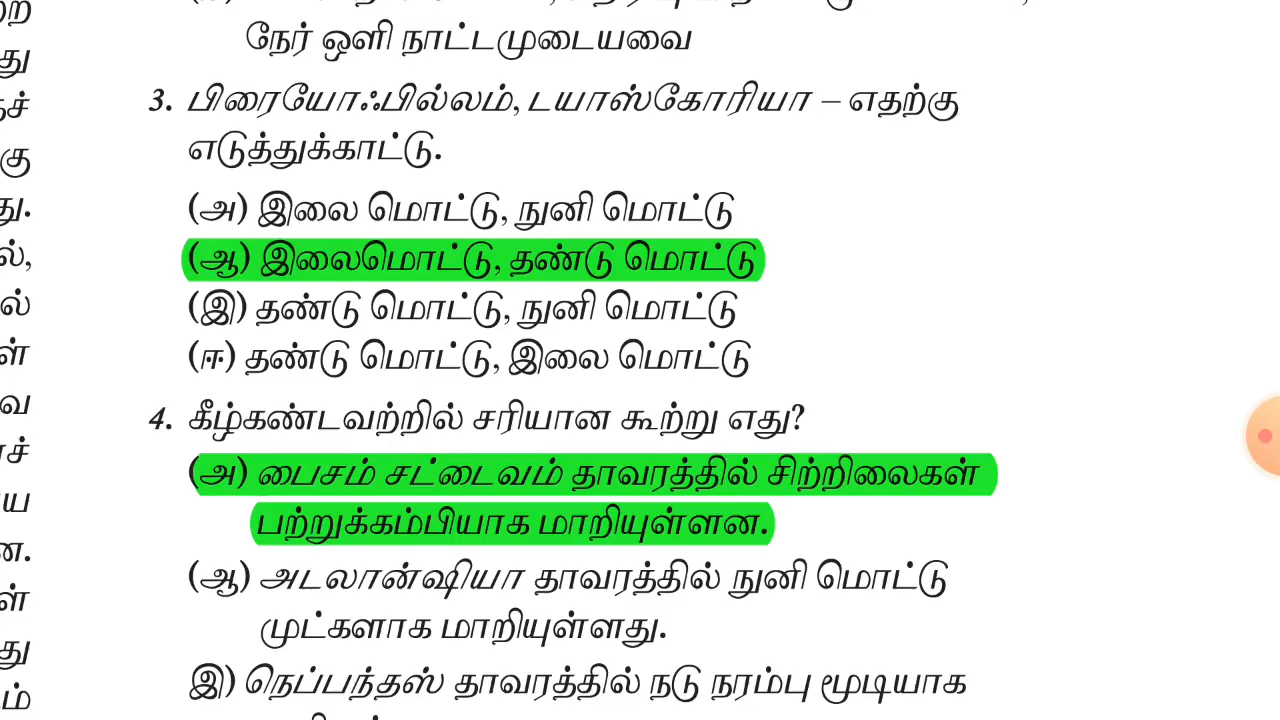 நேர் ஒளி நாட்டமுடையவை
3. பிரையோஃபில்லம், டயாஸ்கோரியா – எதற்கு
எடுத்துக்காட்டு.
(அ) இலை மொட்டு, நுனி மொட்டு
(ஆ) இலைமொட்டு, தண்டு மொட்டு
(இ) தண்டு மொட்டு, நுனி மொட்டு
(ஈ) தண்டு மொட்டு, இலை மொட்டு
4. கீழ்கண்டவற்றில் சரியான கூற்று எது?
(அ) பைசம் சட்டைவம் தாவரத்தில் சிற்றிலைகள்
பற்றுக்கம்பியாக மாறியுள்ளன.
(ஆ) அடலான்ஷியா தாவரத்தில் நுனி மொட்டு
முட்களாக மாறியுள்ளது.
இ) நெப்பந்தஸ் தாவரத்தில் நடு நரம்பு மூடியாக